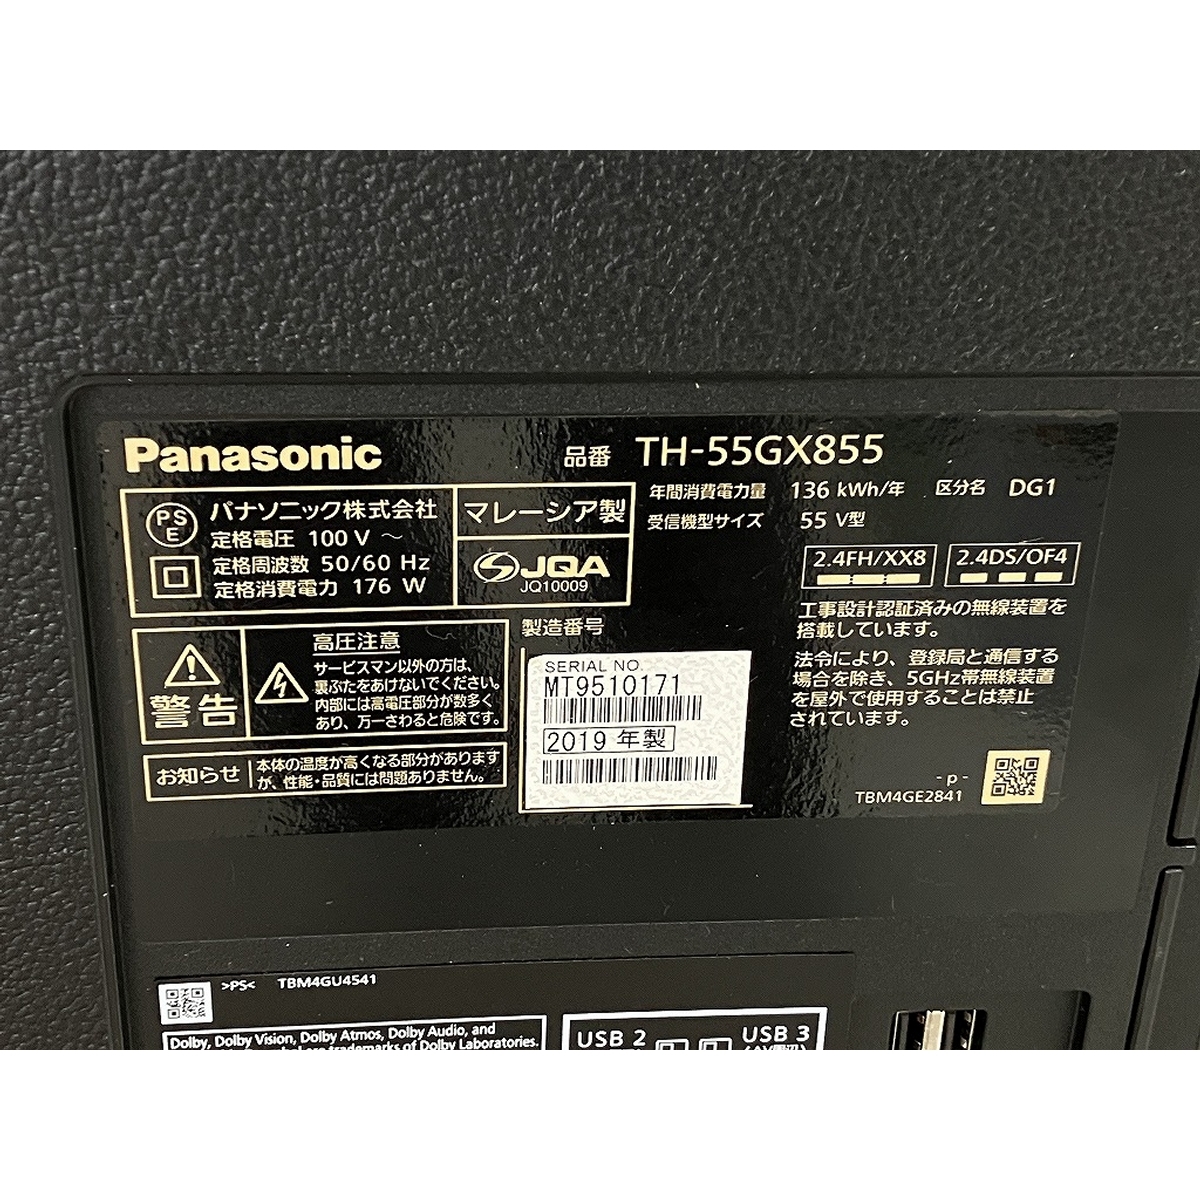 Panasonic
品番 TH-55GX855
年間消費電力量 136 kWh/年 区分名 DG1
受信機型サイズ 55 V型
PSE
パナソニック株式会社
定格電圧 100 V ～
定格周波数 50/60 Hz
定格消費電力 176 W
マレーシア製
JQA
JQ10009
2.4FH/XX8
2.4DS/OF4
工事設計認証済みの無線装置を
搭載しています。
法令により、登録局と通信する
場合を除き、5GHz帯無線装置
を屋外で使用することは禁止
されています。
警告
高圧注意
サービスマン以外の方は、
裏ぶたをあけないでください。
内部には高電圧部分が数多く
あり、万一さわると危険です。
お知らせ
本体の温度が高くなる部分があります
が、性能・品質には問題ありません。
製造番号
SERIAL NO.
MT9510171
2019 年製
-p-
TBM4GE2841
>PS< TBM4GU4541
Dolby, Dolby Vision, Dolby Atmos, Dolby Audio, and
trademarks of Dolby Laboratories.
USB 2
USB 3